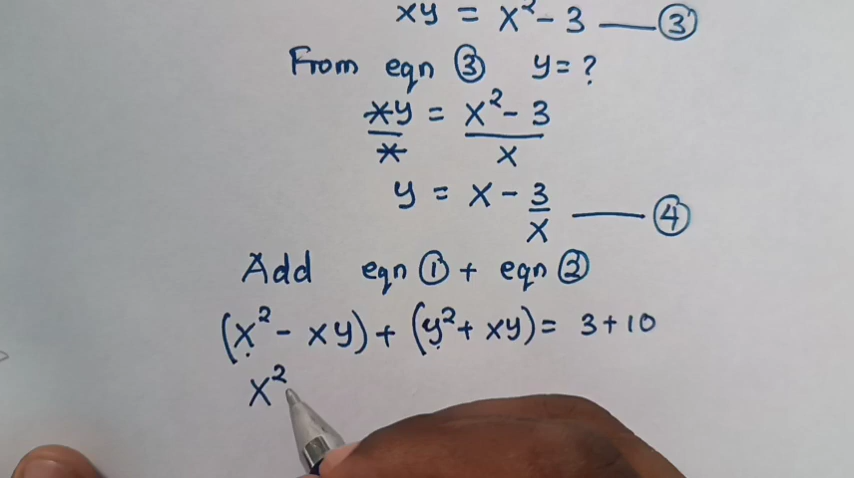 xy = x² - 3 —— ③
From eqn ③ y = ?
xy/x = x² - 3/x
y = x - 3/x —— ④
Add eqn ① + eqn ②
(x² - xy) + (y² + xy) = 3 + 10
x²